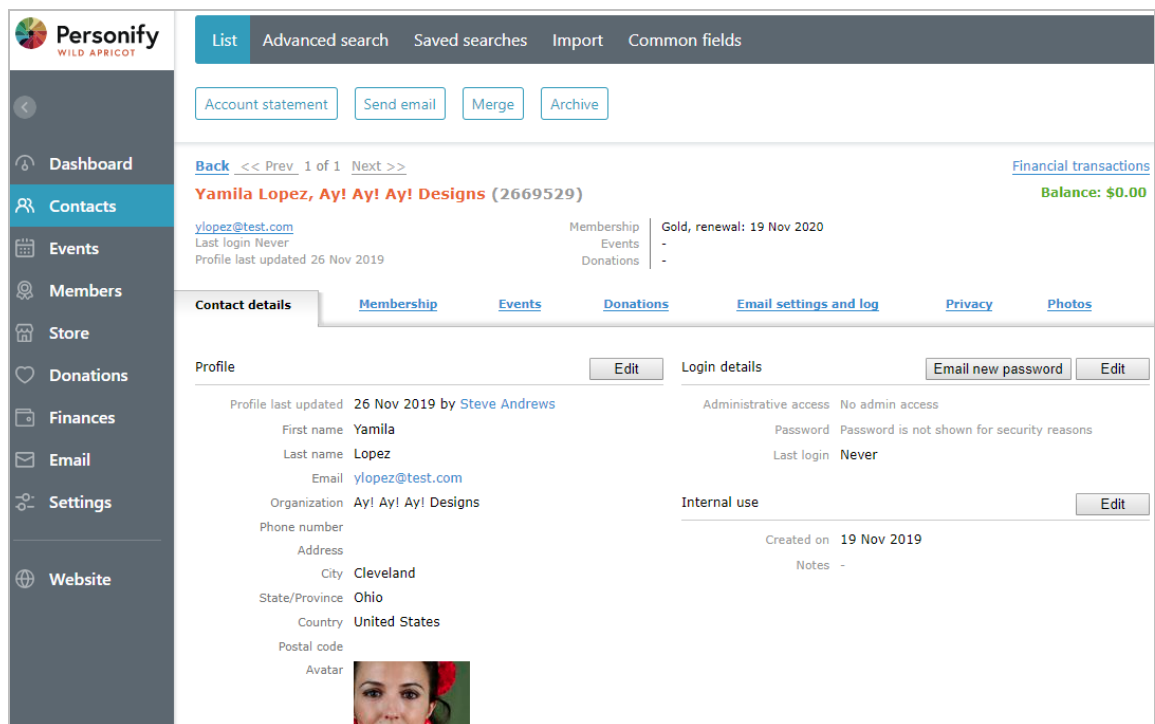 Personify
WILD APRICOT
List Advanced search Saved searches Import Common fields
Account statement Send email Merge Archive
Dashboard
Contacts
Events
Members
Store
Donations
Finances
Email
Settings
Website
Back << Prev 1 of 1 Next >> Financial transactions
Yamila Lopez, Ay! Ay! Ay! Designs (2669529) Balance: $0.00
ylopez@test.com
Last login Never
Profile last updated 26 Nov 2019
Membership Gold, renewal: 19 Nov 2020
Events -
Donations -
Contact details Membership Events Donations Email settings and log Privacy Photos
Profile Edit
Profile last updated 26 Nov 2019 by Steve Andrews
First name Yamila
Last name Lopez
Email ylopez@test.com
Organization Ay! Ay! Ay! Designs
Phone number
Address
City Cleveland
State/Province Ohio
Country United States
Postal code
Avatar
Login details Email new password Edit
Administrative access No admin access
Password Password is not shown for security reasons
Last login Never
Internal use Edit
Created on 19 Nov 2019
Notes -